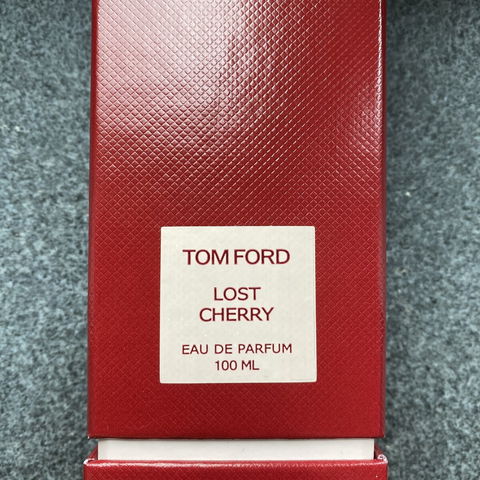 TOM FORD
LOST
CHERRY
EAU DE PARFUM
100 ML